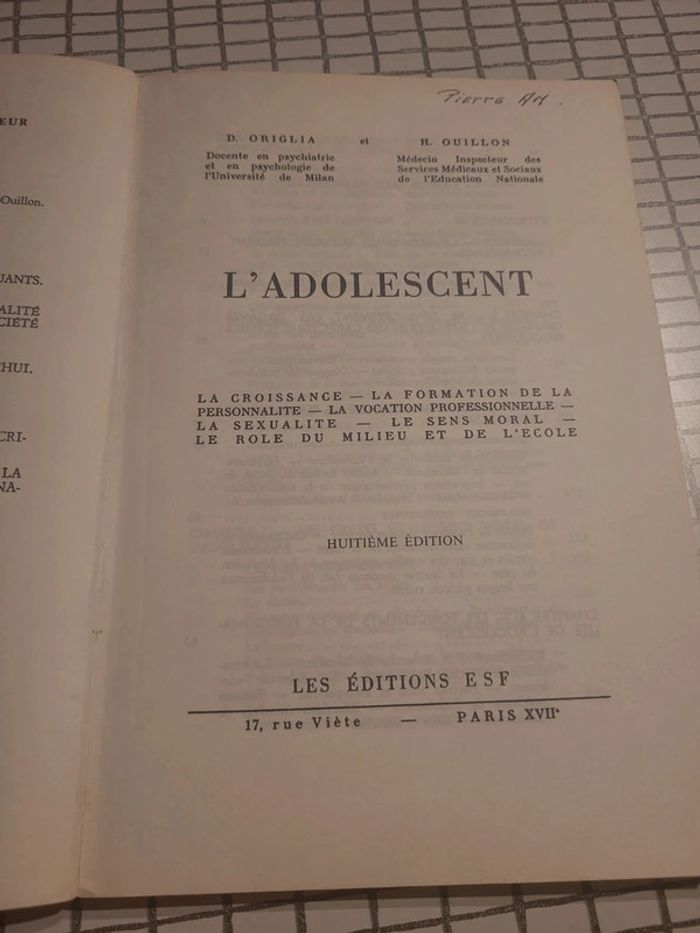 EUR
Ouillon.
UANTS.
ALITÉ
CIÉTÉ
HUI.
CRI-
LA
NA-
Pierre AM.
D. ORIGLIA et H. OUILLON
Docente en psychiatrie
et en psychologie de
l'Université de Milan
Médecin Inspecteur des
Services Médicaux et Sociaux
de l'Education Nationale
L'ADOLESCENT
LA CROISSANCE — LA FORMATION DE LA
PERSONNALITE — LA VOCATION PROFESSIONNELLE —
LA SEXUALITE — LE SENS MORAL —
LE ROLE DU MILIEU ET DE L'ECOLE
HUITIÈME ÉDITION
LES ÉDITIONS ESF
17, rue Viète — PARIS XVIIe